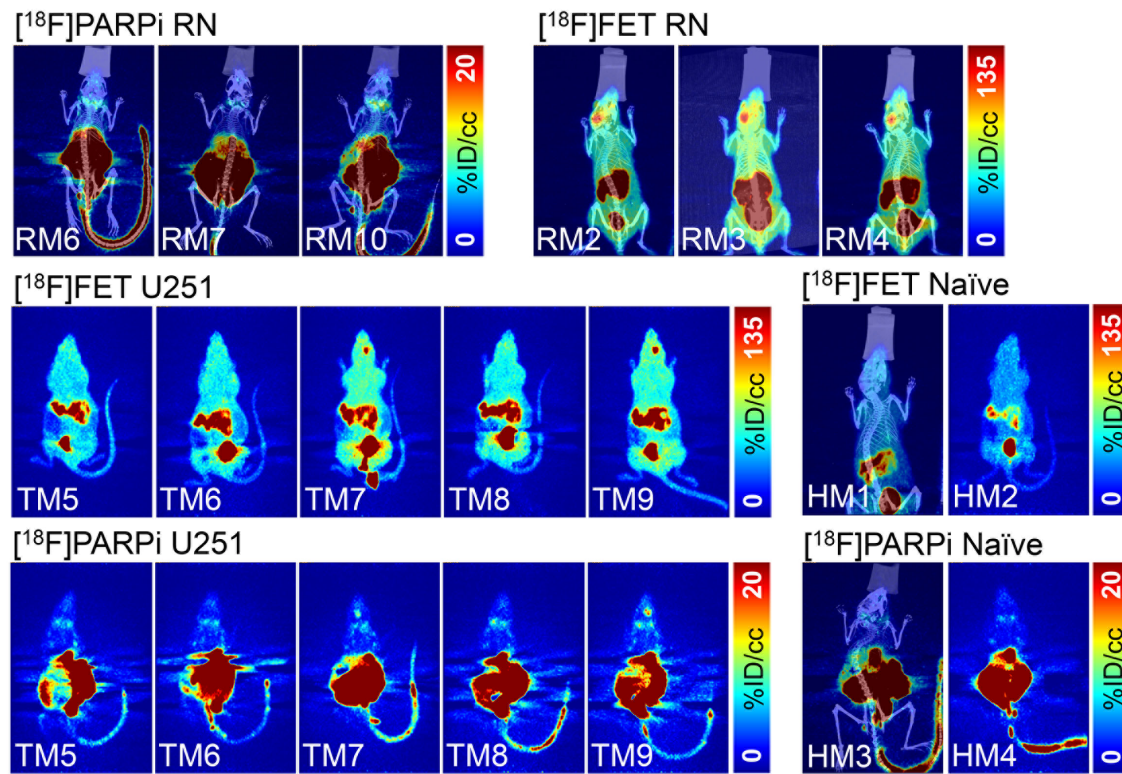 [¹⁸F]PARPi RN
[¹⁸F]FET RN
RM6 RM7 RM10
0 %ID/cc 20
RM2 RM3 RM4
0 %ID/cc 135
[¹⁸F]FET U251
[¹⁸F]FET Naïve
TM5 TM6 TM7 TM8 TM9
0 %ID/cc 135
HM1 HM2
0 %ID/cc 135
[¹⁸F]PARPi U251
[¹⁸F]PARPi Naïve
TM5 TM6 TM7 TM8 TM9
0 %ID/cc 20
HM3 HM4
0 %ID/cc 20